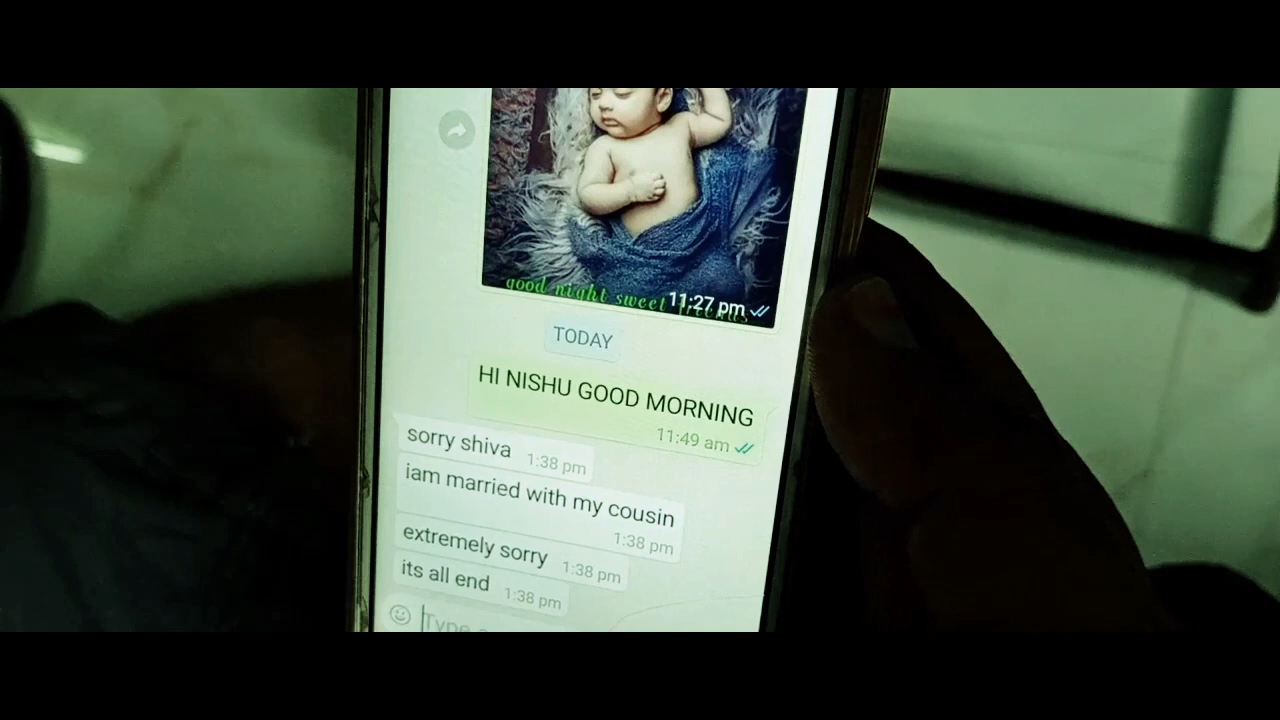 good night sweet friends
11:27 pm
TODAY
HI NISHU GOOD MORNING
11:49 am
sorry shiva 1:38 pm
iam married with my cousin
1:38 pm
extremely sorry 1:38 pm
its all end 1:38 pm
Type a